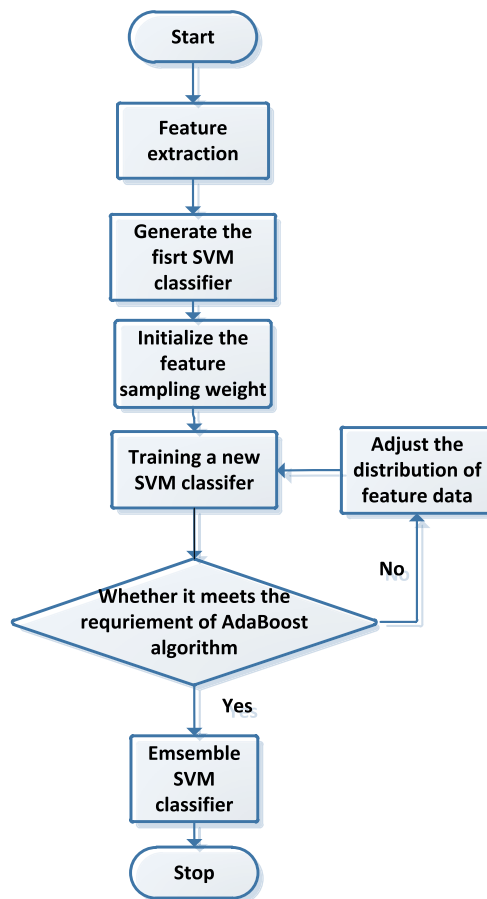 Start
Feature
extraction
Generate the
fisrt SVM
classifier
Initialize the
feature
sampling weight
Training a new
SVM classifer
Adjust the
distribution of
feature data
No
Whether it meets the
requriement of AdaBoost
algorithm
Yes
Emsemble
SVM
classifier
Stop